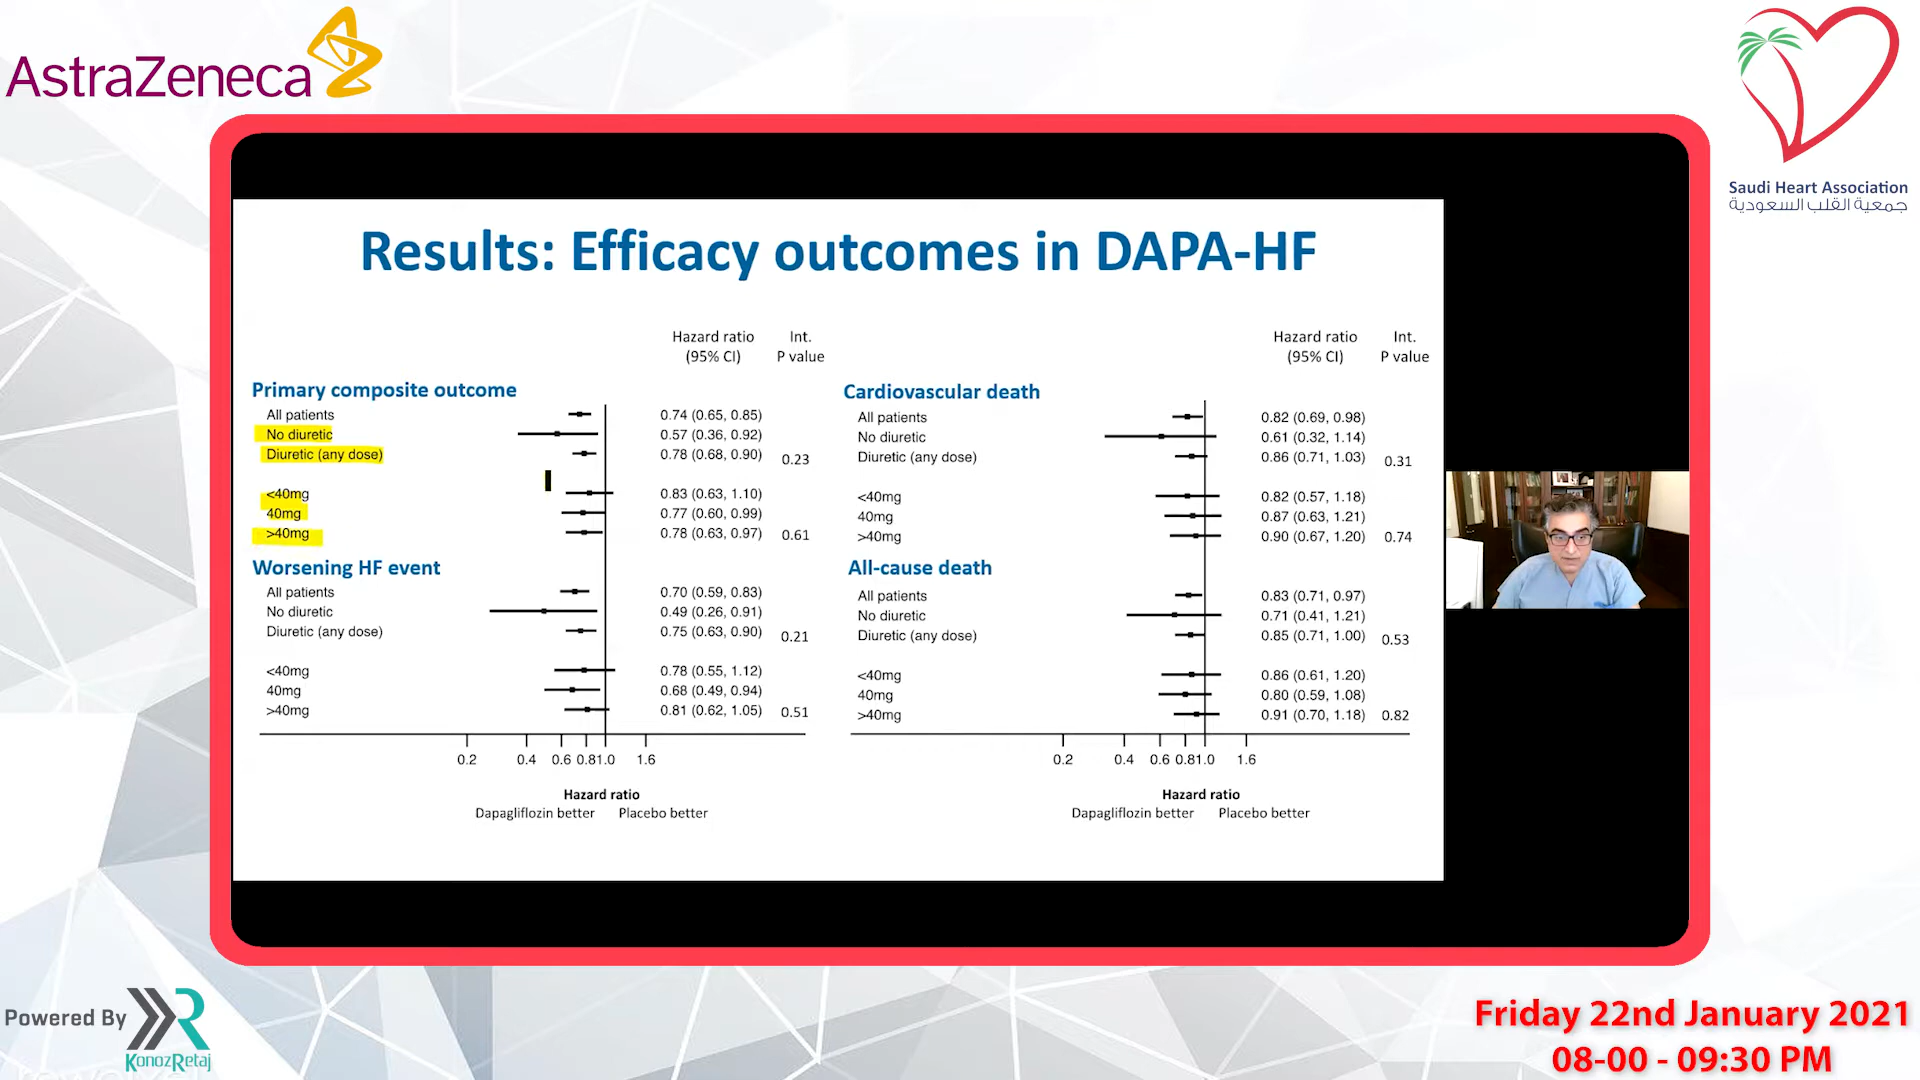 AstraZeneca
Saudi Heart Association
جمعية القلب السعودية
Results: Efficacy outcomes in DAPA-HF
Hazard ratio (95% CI) Int. P value
Primary composite outcome
All patients 0.74 (0.65, 0.85)
No diuretic 0.57 (0.36, 0.92)
Diuretic (any dose) 0.78 (0.68, 0.90) 0.23
<40mg 0.83 (0.63, 1.10)
40mg 0.77 (0.60, 0.99)
>40mg 0.78 (0.63, 0.97) 0.61
Worsening HF event
All patients 0.70 (0.59, 0.83)
No diuretic 0.49 (0.26, 0.91)
Diuretic (any dose) 0.75 (0.63, 0.90) 0.21
<40mg 0.78 (0.55, 1.12)
40mg 0.68 (0.49, 0.94)
>40mg 0.81 (0.62, 1.05) 0.51
0.2 0.4 0.6 0.81.0 1.6
Hazard ratio
Dapagliflozin better Placebo better
Hazard ratio (95% CI) Int. P value
Cardiovascular death
All patients 0.82 (0.69, 0.98)
No diuretic 0.61 (0.32, 1.14)
Diuretic (any dose) 0.86 (0.71, 1.03) 0.31
<40mg 0.82 (0.57, 1.18)
40mg 0.87 (0.63, 1.21)
>40mg 0.90 (0.67, 1.20) 0.74
All-cause death
All patients 0.83 (0.71, 0.97)
No diuretic 0.71 (0.41, 1.21)
Diuretic (any dose) 0.85 (0.71, 1.00) 0.53
<40mg 0.86 (0.61, 1.20)
40mg 0.80 (0.59, 1.08)
>40mg 0.91 (0.70, 1.18) 0.82
0.2 0.4 0.6 0.81.0 1.6
Hazard ratio
Dapagliflozin better Placebo better
Powered By
KonozRetaj
Friday 22nd January 2021
08-00 - 09:30 PM